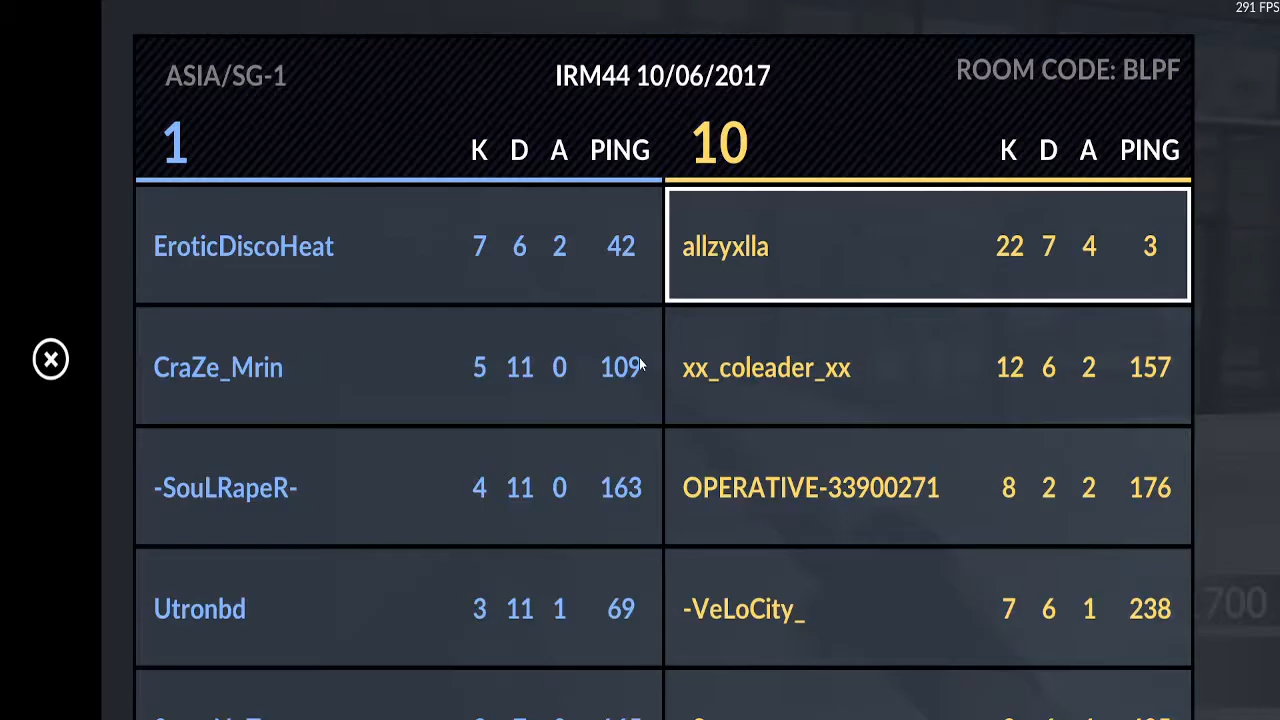 291 FPS
ASIA/SG-1 IRM44 10/06/2017 ROOM CODE: BLPF
1 K D A PING 10 K D A PING
EroticDiscoHeat 7 6 2 42 allzyxlla 22 7 4 3
CraZe_Mrin 5 11 0 109 xx_coleader_xx 12 6 2 157
-SouLRapeR- 4 11 0 163 OPERATIVE-33900271 8 2 2 176
Utronbd 3 11 1 69 -VeLoCity_ 7 6 1 238
700